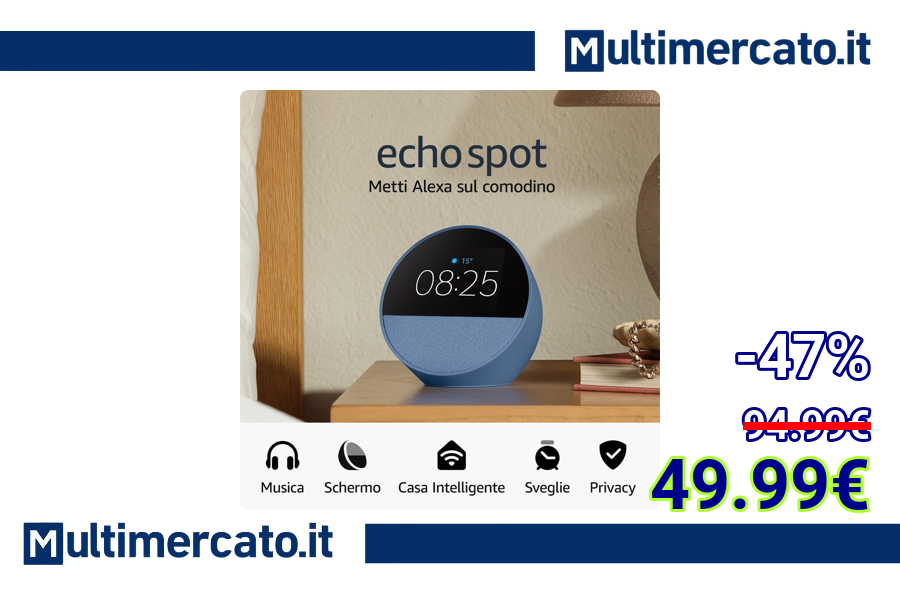 Multimercato.it
echo spot
Metti Alexa sul comodino
15°
08:25
-47%
94.99€
49.99€
Musica
Schermo
Casa Intelligente
Sveglie
Privacy
Multimercato.it